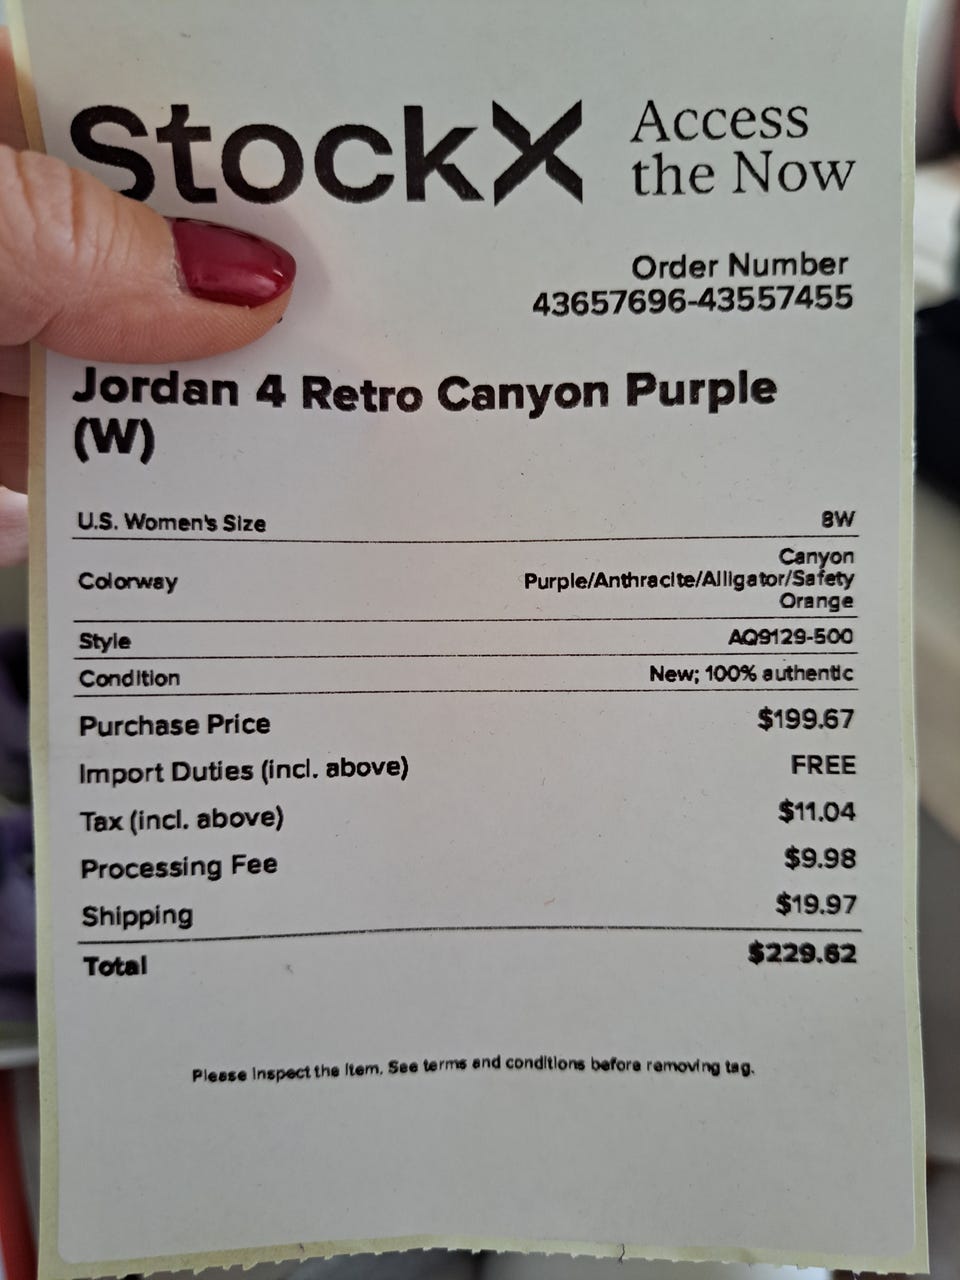 StockX
Access
the Now
Order Number
43657696-43557455
Jordan 4 Retro Canyon Purple
(W)
U.S. Women's Size 8W
Canyon
Colorway Purple/Anthracite/Alligator/Safety
Orange
Style AQ9129-500
Condition New; 100% authentic
Purchase Price $199.67
Import Duties (incl. above) FREE
Tax (incl. above) $11.04
Processing Fee $9.98
Shipping $19.97
Total $229.62
Please inspect the item. See terms and conditions before removing tag.